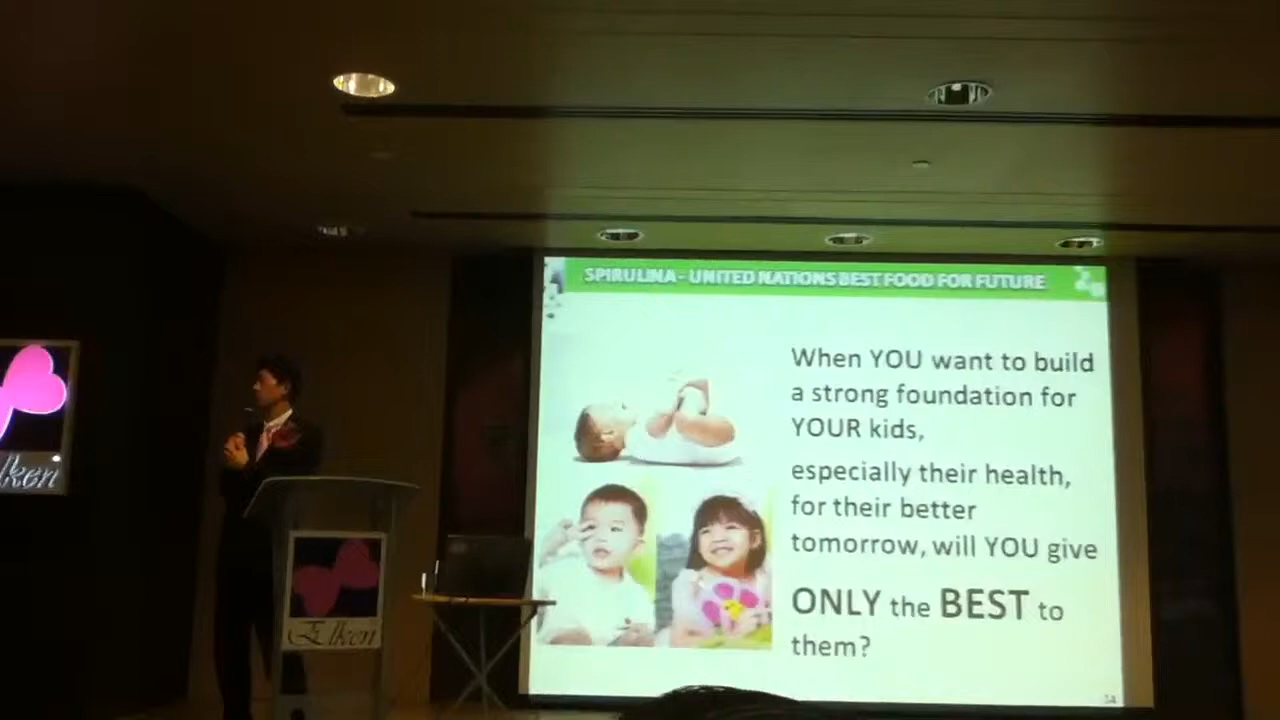 SPIRULINA - UNITED NATIONS BEST FOOD FOR FUTURE
When YOU want to build
a strong foundation for
YOUR kids,
especially their health,
for their better
tomorrow, will YOU give
ONLY the BEST to
them?
lken
Elken